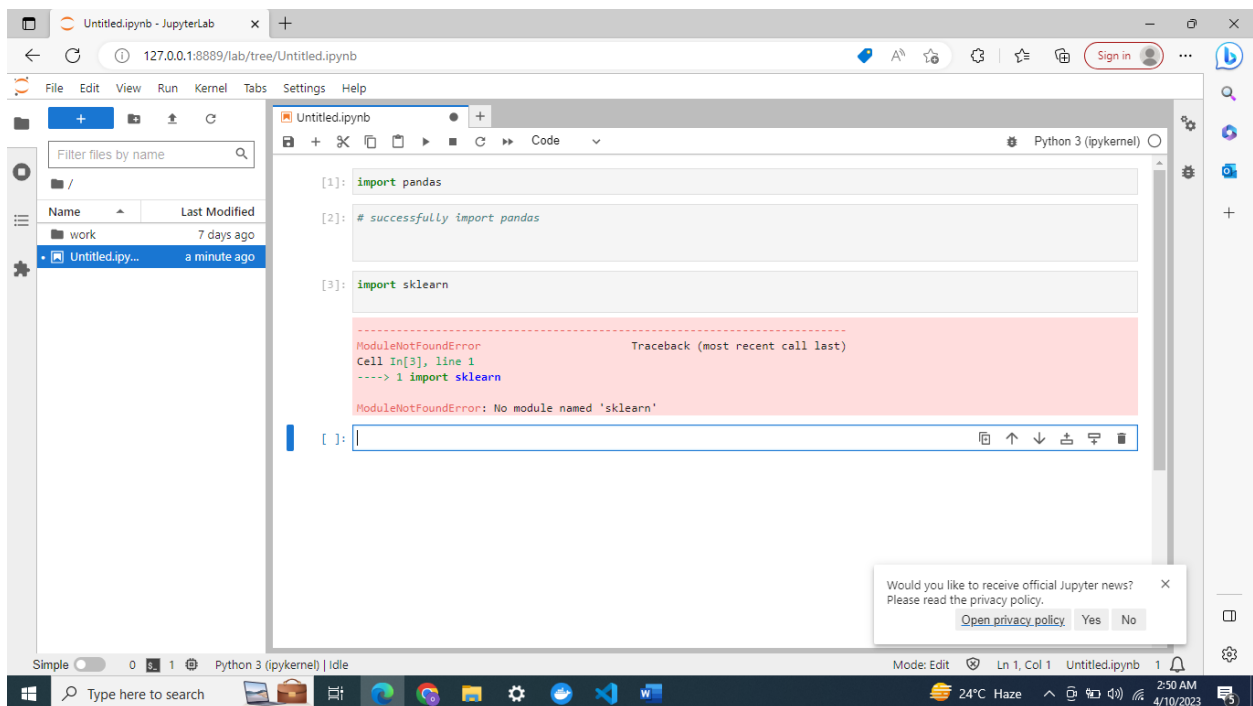 Untitled.ipynb - JupyterLab
127.0.0.1:8889/lab/tree/Untitled.ipynb
Sign in
File Edit View Run Kernel Tabs Settings Help
Untitled.ipynb
Code
Python 3 (ipykernel)
Filter files by name
/
Name Last Modified
work 7 days ago
Untitled.ipy... a minute ago
[1]: import pandas
[2]: # successfully import pandas
[3]: import sklearn
---------------------------------------------------------------------------
ModuleNotFoundError Traceback (most recent call last)
Cell In[3], line 1
----> 1 import sklearn
ModuleNotFoundError: No module named 'sklearn'
[ ]:
Would you like to receive official Jupyter news?
Please read the privacy policy.
Open privacy policy Yes No
Simple 0 $_ 1 Python 3 (ipykernel) | Idle
Mode: Edit Ln 1, Col 1 Untitled.ipynb 1
Type here to search
24°C Haze
2:50 AM
4/10/2023
5